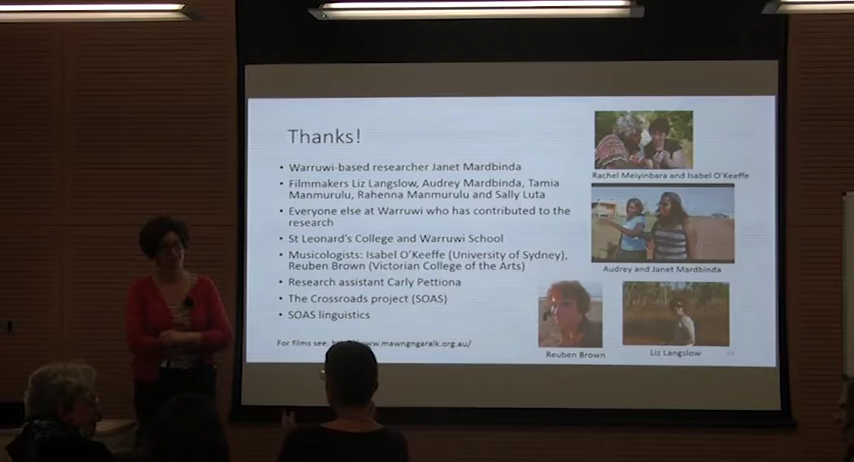 Thanks!
• Warruwi-based researcher Janet Mardbinda
• Filmmakers Liz Langslow, Audrey Mardbinda, Tamia
Manmurulu, Rahenna Manmurulu and Sally Luta
• Everyone else at Warruwi who has contributed to the
research
• St Leonard's College and Warruwi School
• Musicologists: Isabel O'Keeffe (University of Sydney),
Reuben Brown (Victorian College of the Arts)
• Research assistant Carly Pettiona
• The Crossroads project (SOAS)
• SOAS linguistics
For films see: www.mawngngaralk.org.au/
Rachel Meiyinbara and Isabel O'Keeffe
Audrey and Janet Mardbinda
Reuben Brown
Liz Langslow